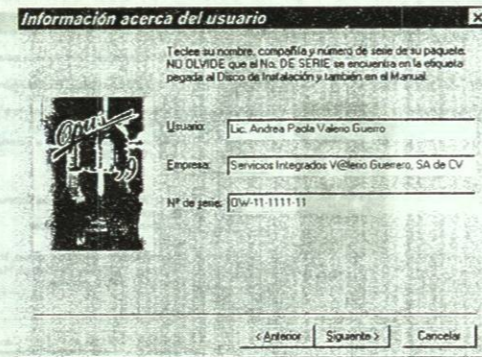 Información acerca del usuario
Teclee su nombre, compañía y número de serie de su paquete.
NO OLVIDE que el No. DE SERIE se encuentra en la etiqueta
pegada al Disco de Instalación y también en el Manual.
Opus
99
Usuario: Lic. Andrea Paola Valerio Guerro
Empresa: Servicios Integrados V@lerio Guerrero, SA de CV
Nº de serie: OW-11-1111-11
< Anterior Siguiente > Cancelar